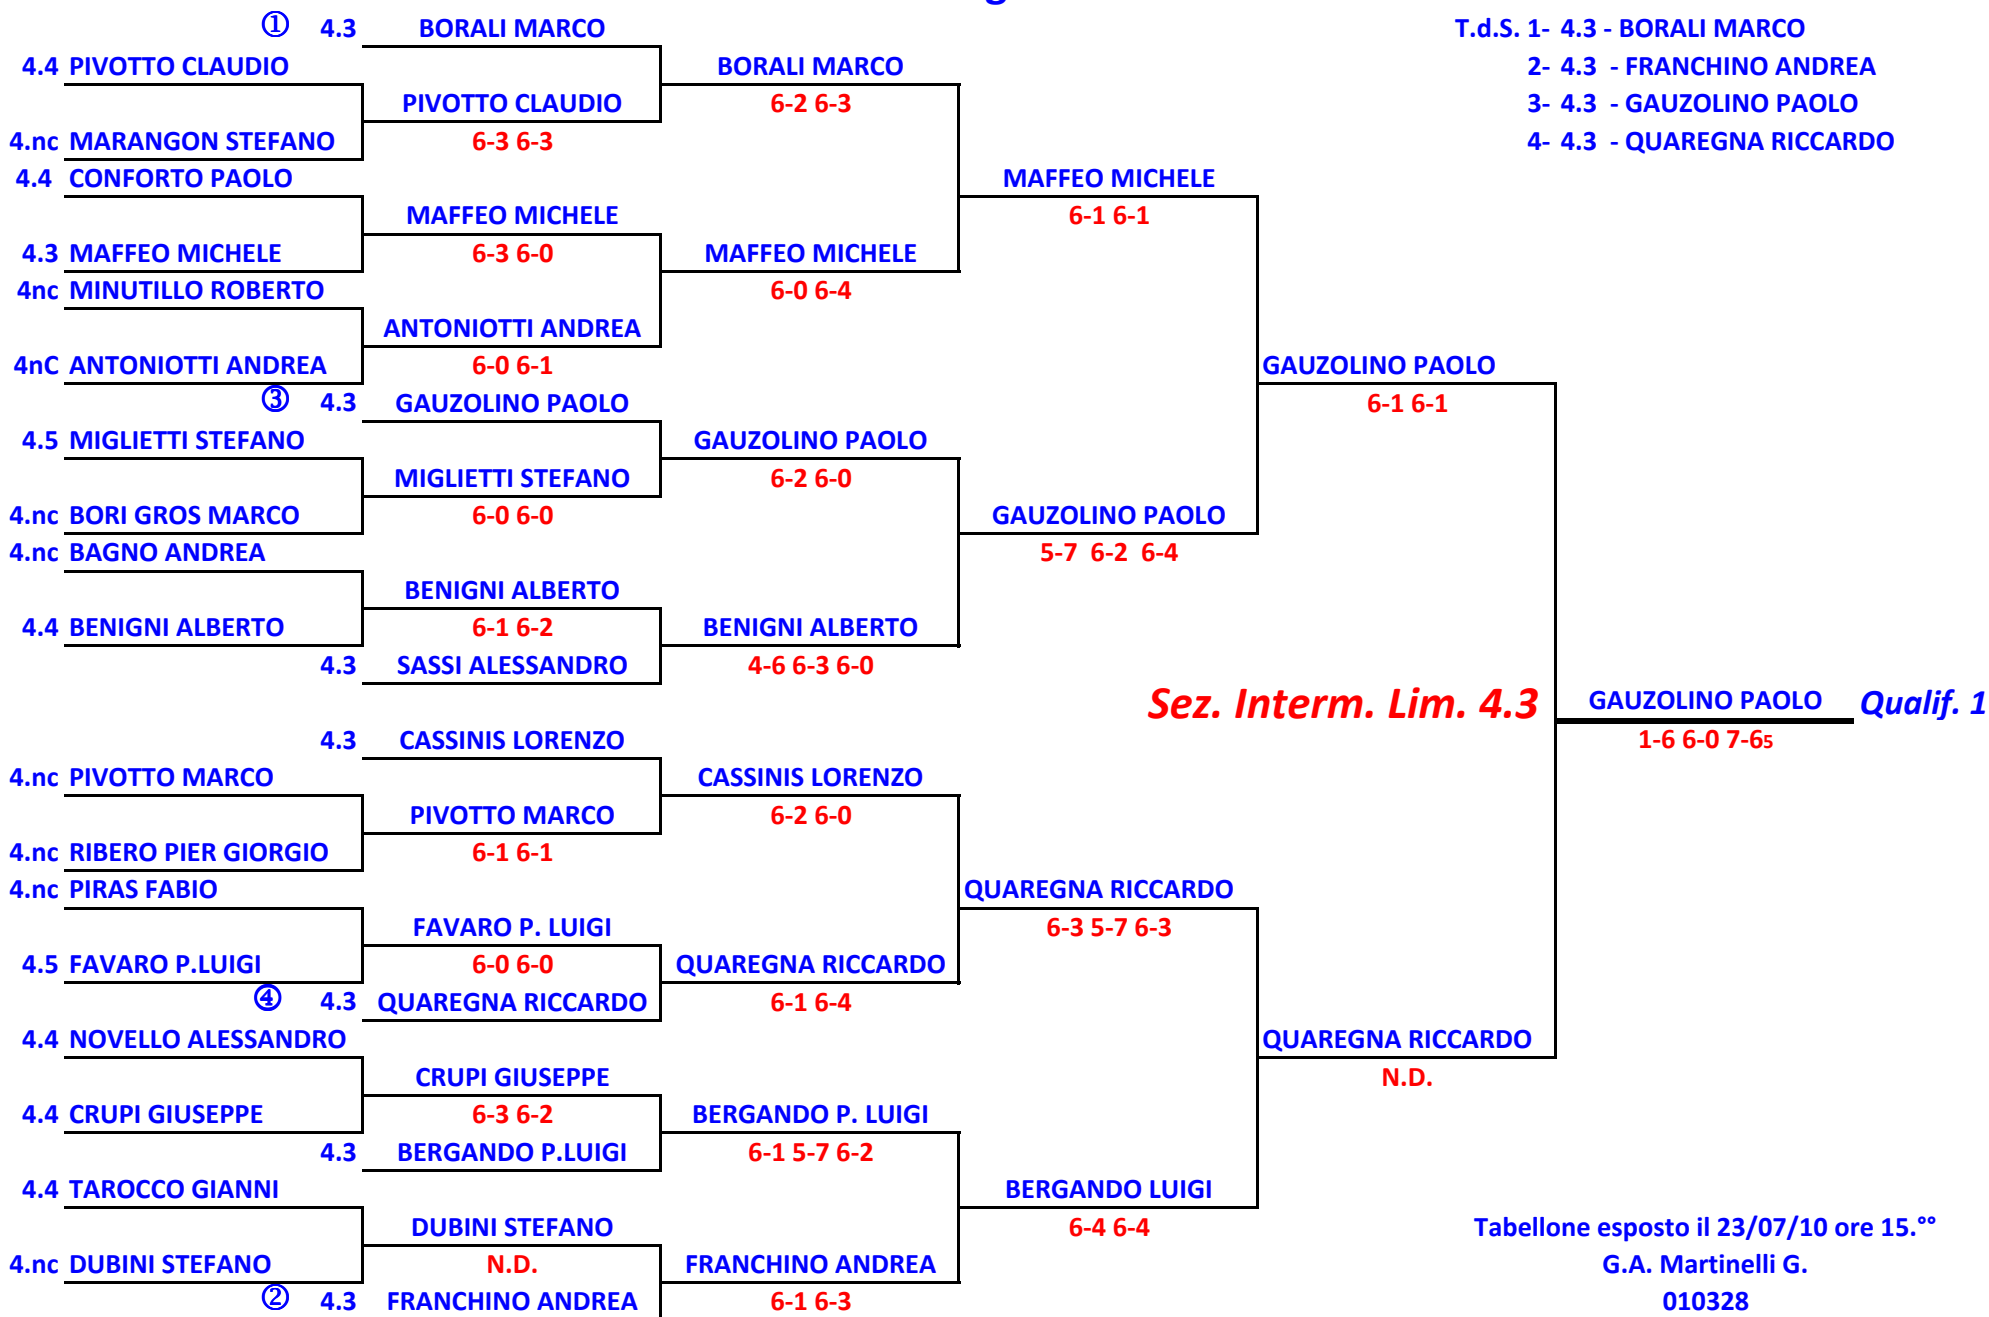 ① 4.3 BORALI MARCO T.d.S. 1- 4.3 - BORALI MARCO
4.4 PIVOTTO CLAUDIO BORALI MARCO 2- 4.3 - FRANCHINO ANDREA
PIVOTTO CLAUDIO 6-2 6-3 3- 4.3 - GAUZOLINO PAOLO
4.nc MARANGON STEFANO 6-3 6-3 4- 4.3 - QUAREGNA RICCARDO
4.4 CONFORTO PAOLO MAFFEO MICHELE
MAFFEO MICHELE 6-1 6-1
4.3 MAFFEO MICHELE 6-3 6-0 MAFFEO MICHELE
4nc MINUTILLO ROBERTO 6-0 6-4
ANTONIOTTI ANDREA
4nC ANTONIOTTI ANDREA 6-0 6-1 GAUZOLINO PAOLO
③ 4.3 GAUZOLINO PAOLO 6-1 6-1
4.5 MIGLIETTI STEFANO GAUZOLINO PAOLO
MIGLIETTI STEFANO 6-2 6-0
4.nc BORI GROS MARCO 6-0 6-0 GAUZOLINO PAOLO
4.nc BAGNO ANDREA 5-7 6-2 6-4
BENIGNI ALBERTO
4.4 BENIGNI ALBERTO 6-1 6-2 BENIGNI ALBERTO
4.3 SASSI ALESSANDRO 4-6 6-3 6-0
Sez. Interm. Lim. 4.3 GAUZOLINO PAOLO Qualif. 1
4.3 CASSINIS LORENZO 1-6 6-0 7-65
4.nc PIVOTTO MARCO CASSINIS LORENZO
PIVOTTO MARCO 6-2 6-0
4.nc RIBERO PIER GIORGIO 6-1 6-1
4.nc PIRAS FABIO QUAREGNA RICCARDO
FAVARO P. LUIGI 6-3 5-7 6-3
4.5 FAVARO P.LUIGI 6-0 6-0 QUAREGNA RICCARDO
④ 4.3 QUAREGNA RICCARDO 6-1 6-4
4.4 NOVELLO ALESSANDRO QUAREGNA RICCARDO
CRUPI GIUSEPPE N.D.
4.4 CRUPI GIUSEPPE 6-3 6-2 BERGANDO P. LUIGI
4.3 BERGANDO P.LUIGI 6-1 5-7 6-2
4.4 TAROCCO GIANNI BERGANDO LUIGI
DUBINI STEFANO 6-4 6-4 Tabellone esposto il 23/07/10 ore 15.°°
4.nc DUBINI STEFANO N.D. FRANCHINO ANDREA G.A. Martinelli G.
② 4.3 FRANCHINO ANDREA 6-1 6-3 010328